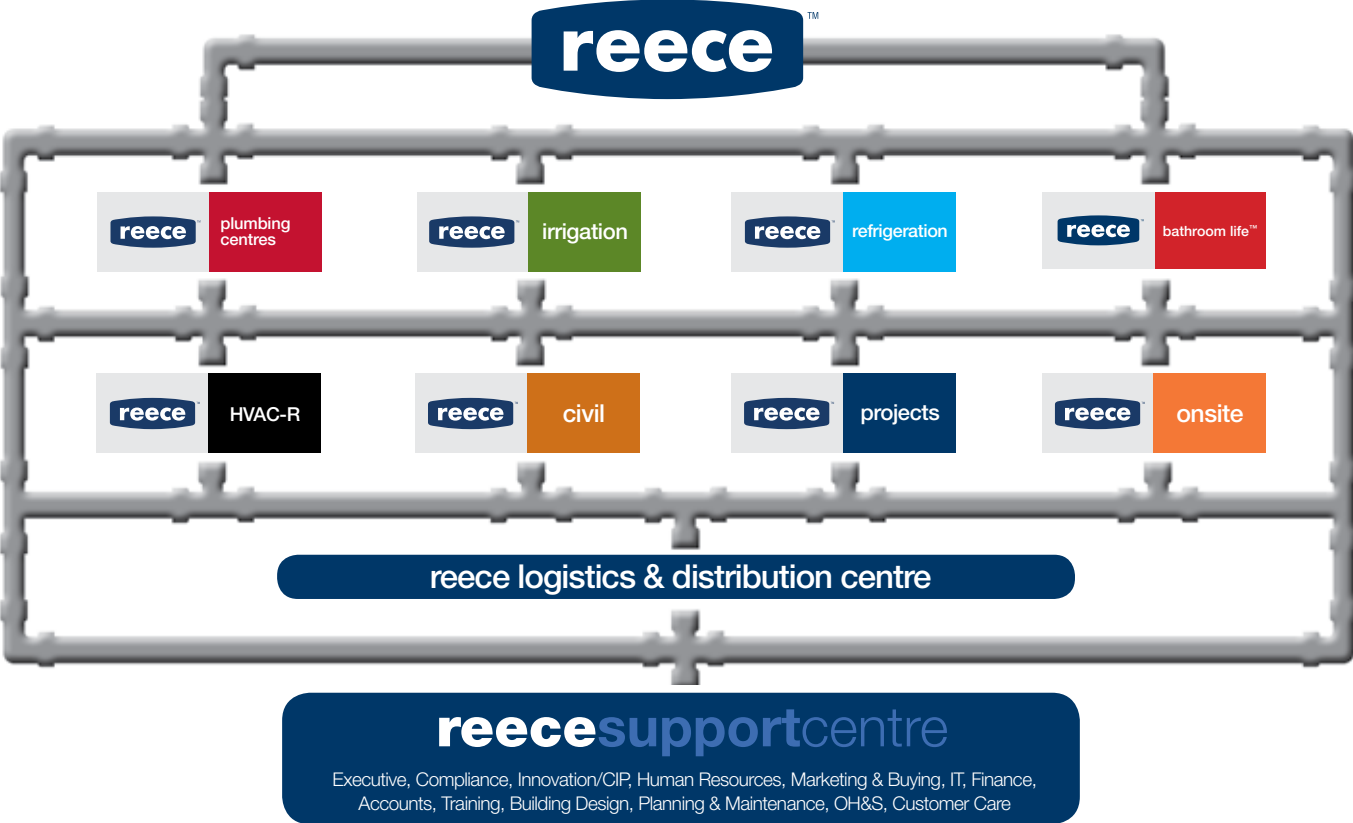 reece™
reece™ plumbing centres
reece™ irrigation
reece™ refrigeration
reece™ bathroom life™
reece™ HVAC-R
reece™ civil
reece™ projects
reece™ onsite
reece logistics & distribution centre
reecesupportcentre
Executive, Compliance, Innovation/CIP, Human Resources, Marketing & Buying, IT, Finance,
Accounts, Training, Building Design, Planning & Maintenance, OH&S, Customer Care